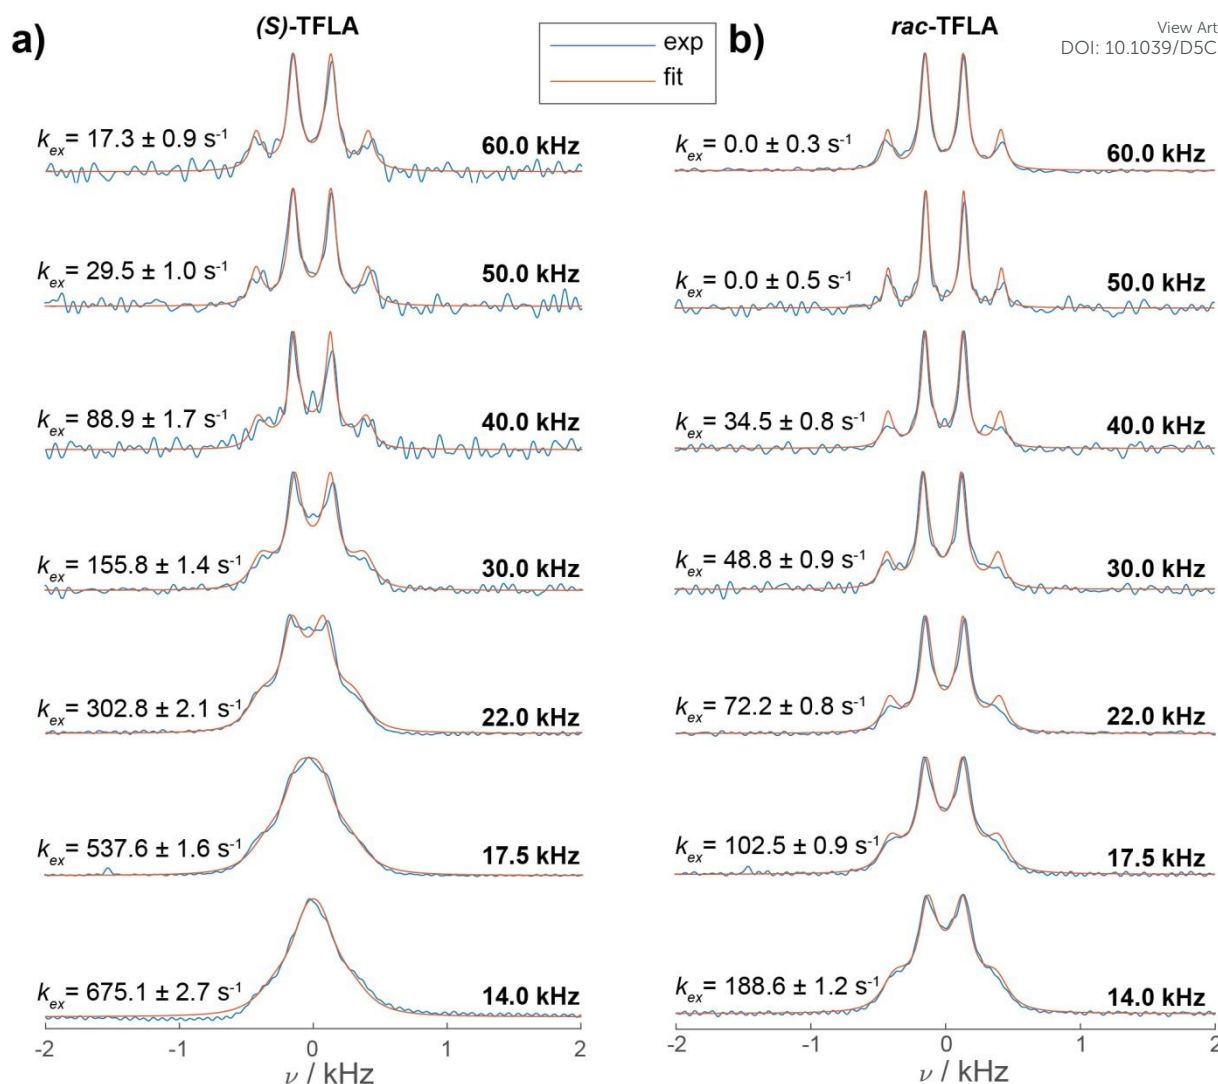 a)
(S)-TFLA
exp
fit
b)
rac-TFLA
View Art
DOI: 10.1039/D5C
kex= 17.3 ± 0.9 s-1
60.0 kHz
kex= 29.5 ± 1.0 s-1
50.0 kHz
kex= 88.9 ± 1.7 s-1
40.0 kHz
kex= 155.8 ± 1.4 s-1
30.0 kHz
kex= 302.8 ± 2.1 s-1
22.0 kHz
kex= 537.6 ± 1.6 s-1
17.5 kHz
kex= 675.1 ± 2.7 s-1
14.0 kHz
-2 -1 0 1 2
ν / kHz
kex= 0.0 ± 0.3 s-1
60.0 kHz
kex= 0.0 ± 0.5 s-1
50.0 kHz
kex= 34.5 ± 0.8 s-1
40.0 kHz
kex= 48.8 ± 0.9 s-1
30.0 kHz
kex= 72.2 ± 0.8 s-1
22.0 kHz
kex= 102.5 ± 0.9 s-1
17.5 kHz
kex= 188.6 ± 1.2 s-1
14.0 kHz
-2 -1 0 1 2
ν / kHz